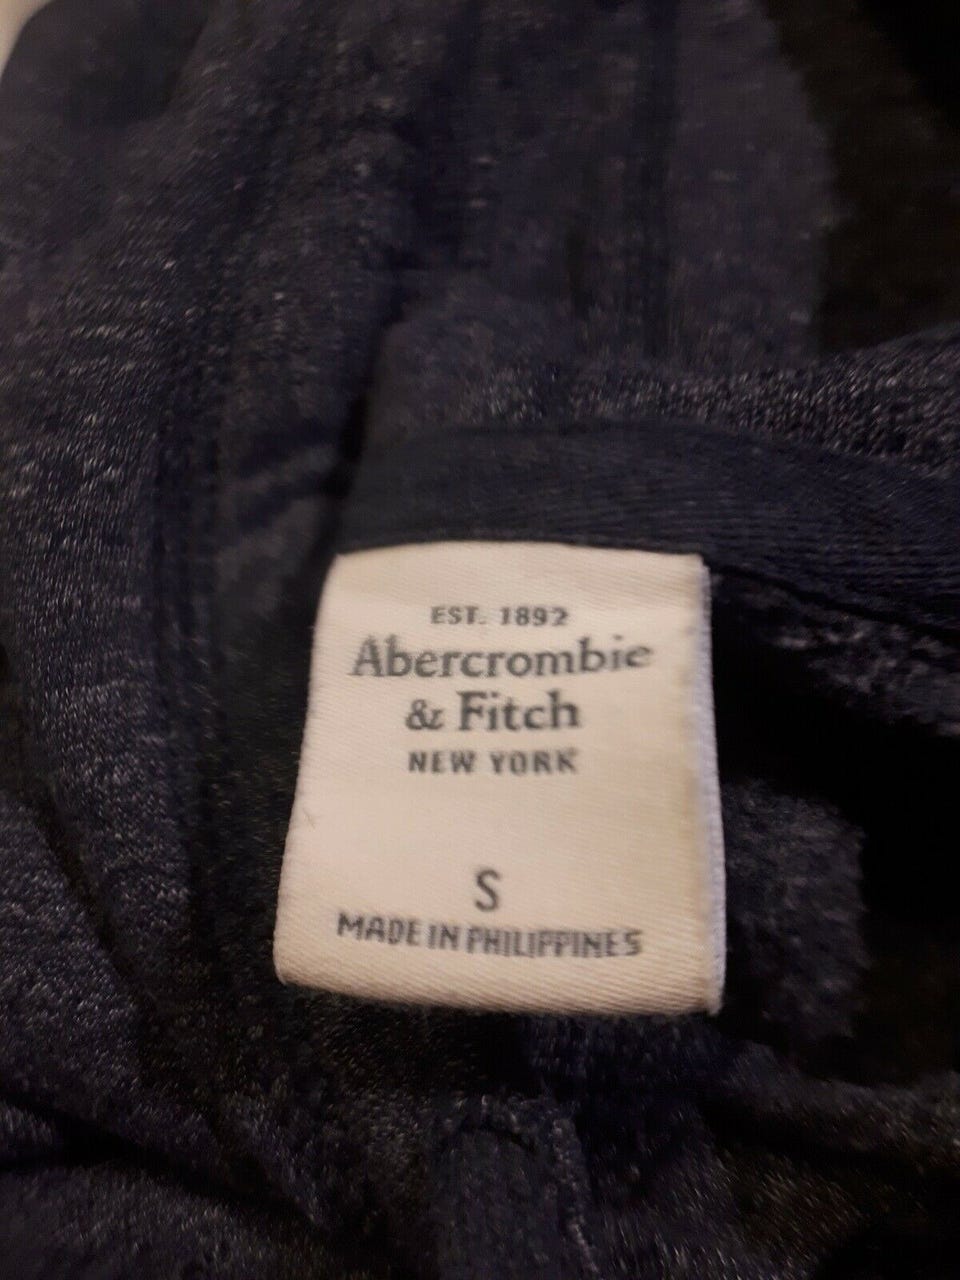 EST. 1892
Abercrombie
& Fitch
NEW YORK
S
MADE IN PHILIPPINES